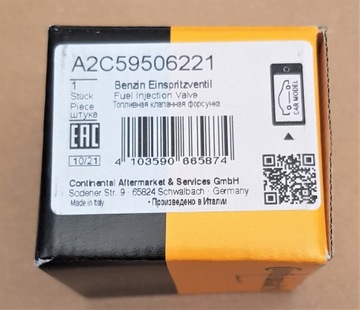 A2C59506221
1
Stück
Piece
штука
Benzin Einspritzventil
Fuel Injection Valve
Топливная клапанная форсунка
CAR MODEL
EAC
10/21
4 103590 665874
Continental Aftermarket & Services GmbH
Sodener Str. 9 · 65824 Schwalbach · Germany
Made in Italy
• Произведено в Италии